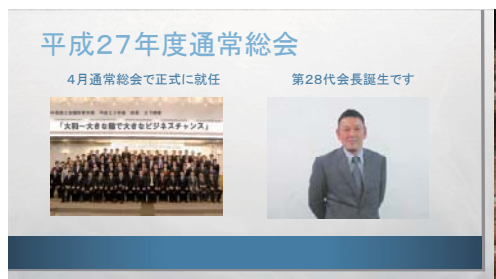 平成27年度通常総会
4月通常総会で正式に就任
第28代会長誕生です
「大和～大きな輪で大きなビジネスチャンス」